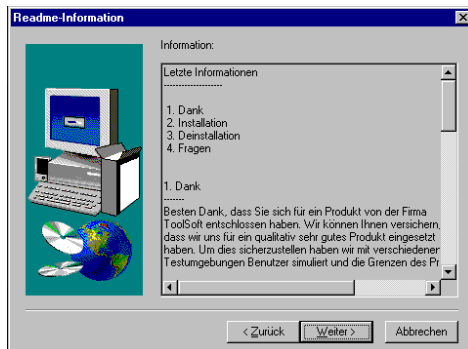 Readme-Information
Information:
Letzte Informationen
--------------------
1. Dank
2. Installation
3. Deinstallation
4. Fragen
1. Dank
-------
Besten Dank, dass Sie sich für ein Produkt von der Firma
ToolSoft entschlossen haben. Wir können Ihnen versichern,
dass wir uns für ein qualitativ sehr gutes Produkt eingesetzt
haben. Um dies sicherzustellen haben wir mit verschiedenen
Testumgebungen Benutzer simuliert und die Grenzen des Pr
< Zurück
Weiter >
Abbrechen